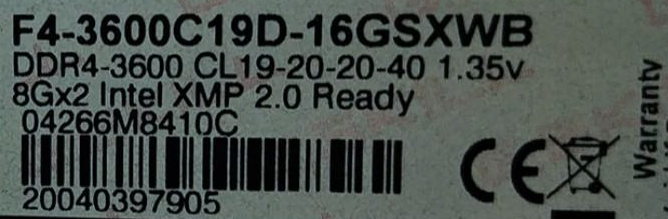 F4-3600C19D-16GSXWB
DDR4-3600 CL19-20-20-40 1.35v
8Gx2 Intel XMP 2.0 Ready
04266M8410C
20040397905
CE
Warranty